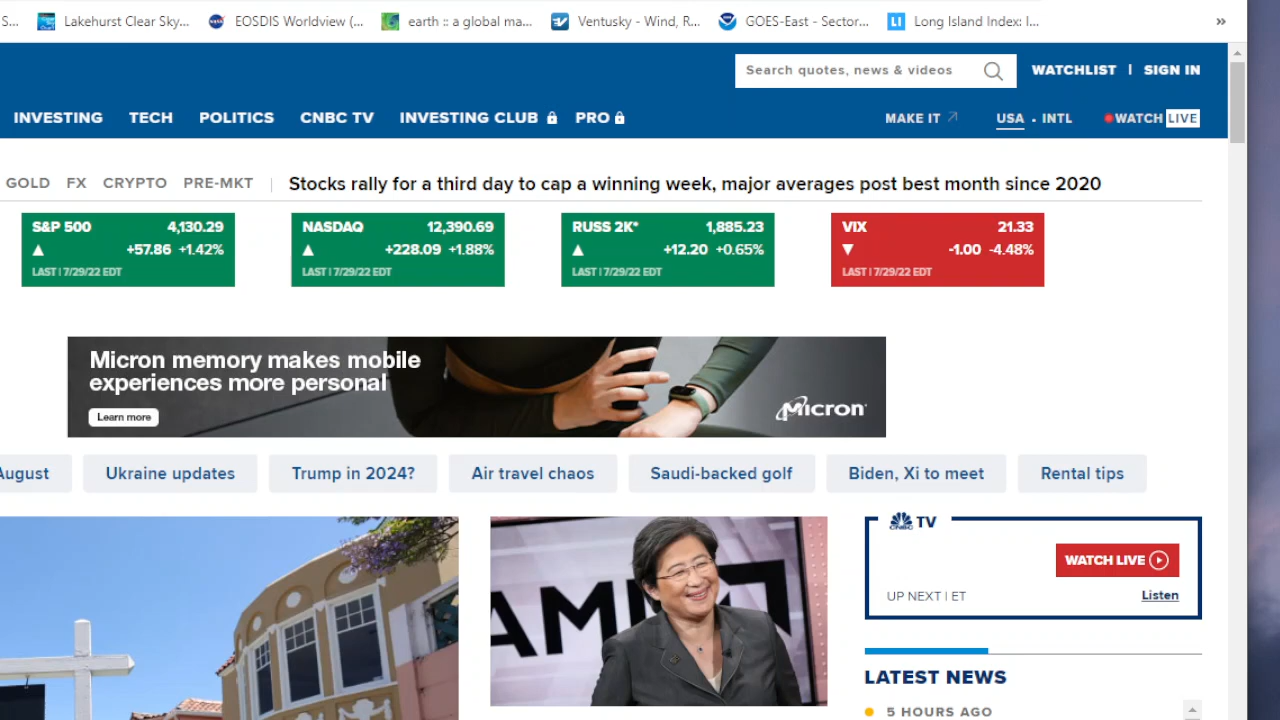 S...
Lakehurst Clear Sky...
EOSDIS Worldview (...
earth :: a global ma...
Ventusky - Wind, R...
GOES-East - Sector...
LI
Long Island Index: I...
»
Search quotes, news & videos
WATCHLIST | SIGN IN
INVESTING TECH POLITICS CNBC TV INVESTING CLUB PRO
MAKE IT USA • INTL WATCH LIVE
GOLD FX CRYPTO PRE-MKT
Stocks rally for a third day to cap a winning week, major averages post best month since 2020
S&P 500 4,130.29
▲ +57.86 +1.42%
LAST | 7/29/22 EDT
NASDAQ 12,390.69
▲ +228.09 +1.88%
LAST | 7/29/22 EDT
RUSS 2K* 1,885.23
▲ +12.20 +0.65%
LAST | 7/29/22 EDT
VIX 21.33
▼ -1.00 -4.48%
LAST | 7/29/22 EDT
Micron memory makes mobile
experiences more personal
Learn more
Micron
August
Ukraine updates
Trump in 2024?
Air travel chaos
Saudi-backed golf
Biden, Xi to meet
Rental tips
AM
CNBC TV
WATCH LIVE
UP NEXT | ET
Listen
LATEST NEWS
5 HOURS AGO